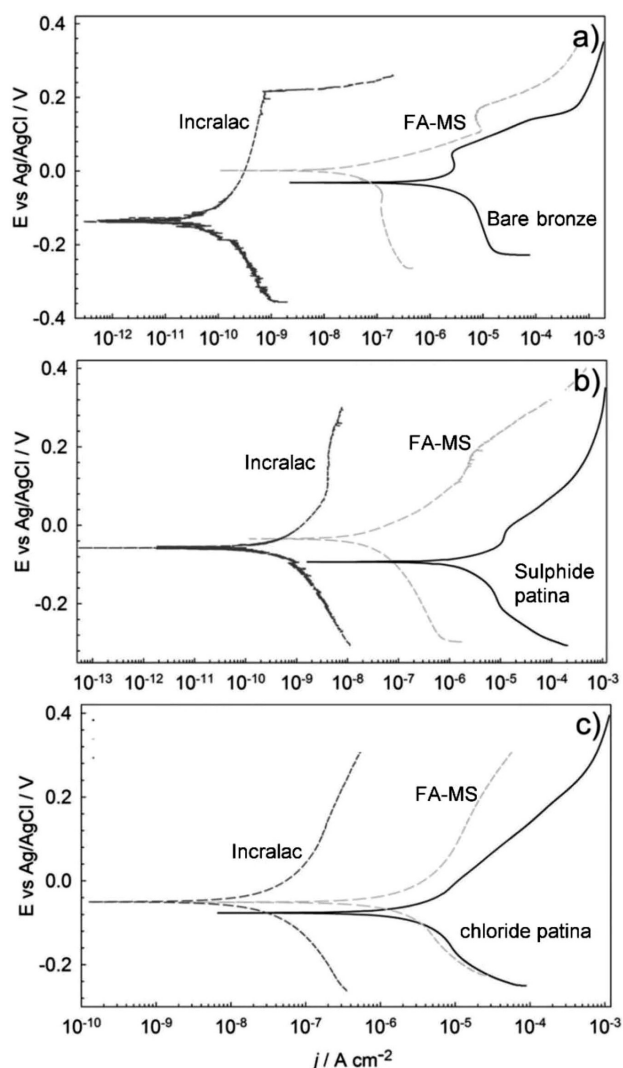 a)
0.4
0.2
0.0
-0.2
-0.4
E vs Ag/AgCl / V
Incralac
FA-MS
Bare bronze
10⁻¹² 10⁻¹¹ 10⁻¹⁰ 10⁻⁹ 10⁻⁸ 10⁻⁷ 10⁻⁶ 10⁻⁵ 10⁻⁴ 10⁻³
b)
0.4
0.2
0.0
-0.2
E vs Ag/AgCl / V
Incralac
FA-MS
Sulphide
patina
10⁻¹³ 10⁻¹² 10⁻¹¹ 10⁻¹⁰ 10⁻⁹ 10⁻⁸ 10⁻⁷ 10⁻⁶ 10⁻⁵ 10⁻⁴ 10⁻³
c)
0.4
0.2
0.0
-0.2
E vs Ag/AgCl / V
Incralac
FA-MS
chloride patina
10⁻¹⁰ 10⁻⁹ 10⁻⁸ 10⁻⁷ 10⁻⁶ 10⁻⁵ 10⁻⁴ 10⁻³
j / A cm⁻²